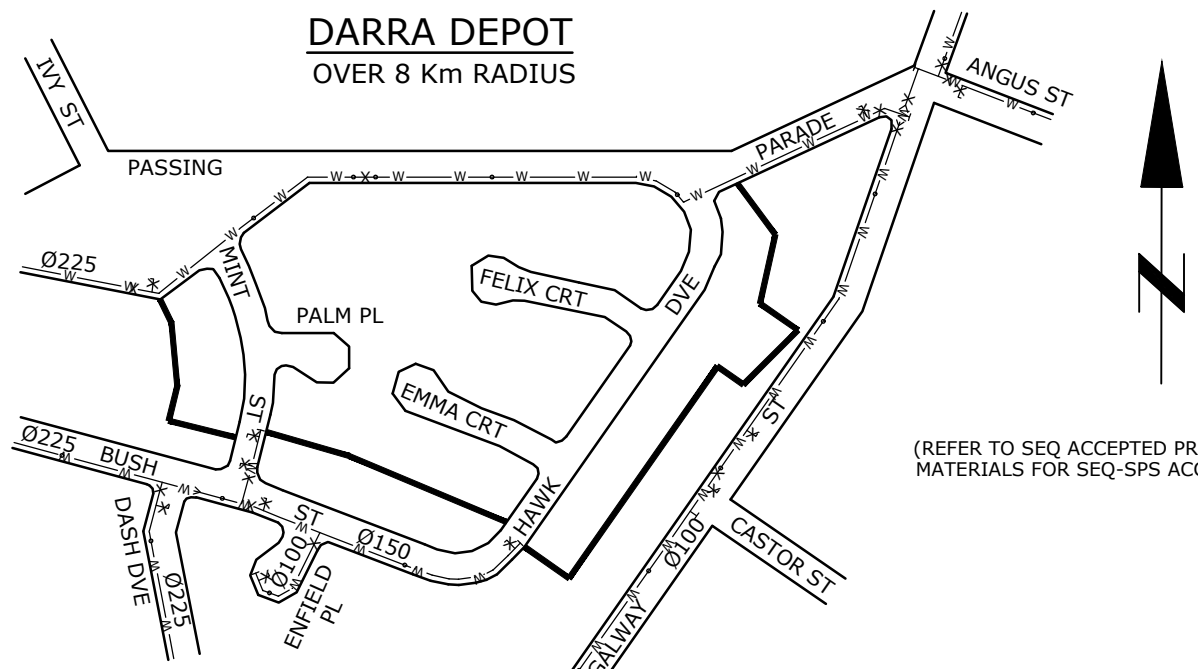 DARRA DEPOT
OVER 8 Km RADIUS
IVY ST
ANGUS ST
PARADE
PASSING
Ø225
MINT
ST
PALM PL
FELIX CRT
DVE
EMMA CRT
HAWK
ST
Ø225
BUSH
ST
Ø150
Ø100
DASH DVE
Ø225
ENFIELD
PL
Ø100
GALWAY
CASTOR ST
N
(REFER TO SEQ ACCEPTED PR
MATERIALS FOR SEQ-SPS ACC